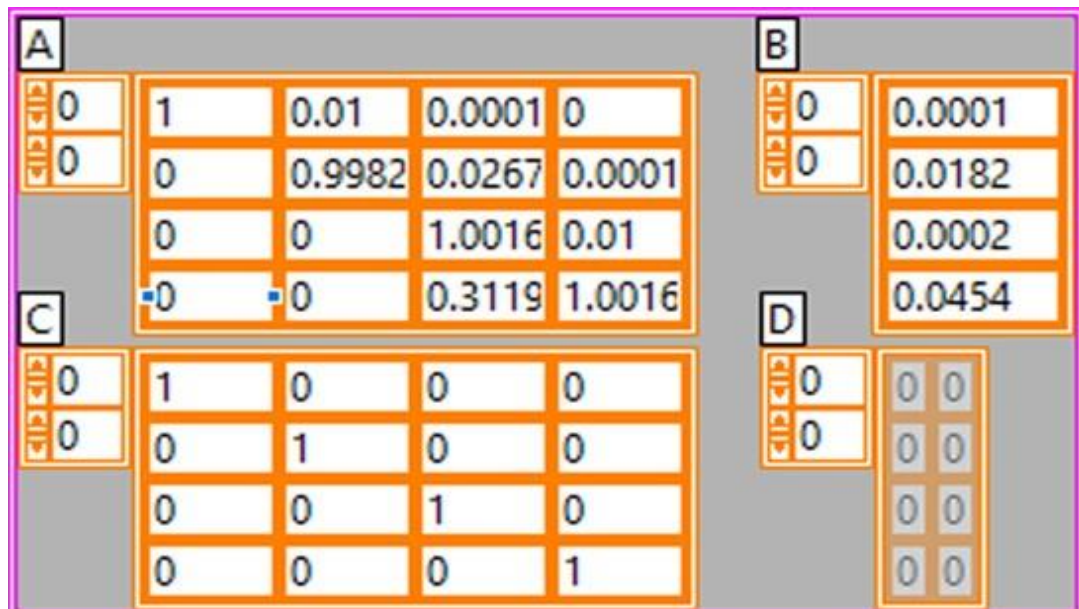 A B
0 1 0.01 0.0001 0 0 0.0001
0 0 0.9982 0.0267 0.0001 0 0.0182
0 0 1.0016 0.01 0.0002
0 0 0.3119 1.0016 0.0454
C D
0 1 0 0 0 0 0 0
0 0 1 0 0 0 0 0
0 0 1 0 0 0
0 0 0 1 0 0